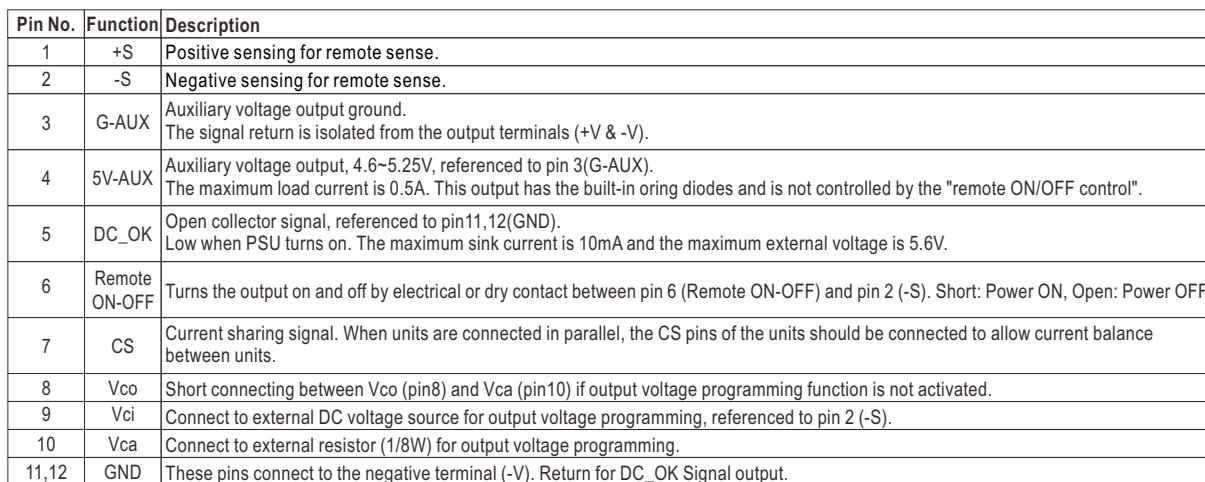 Pin No. Function Description
1 +S Positive sensing for remote sense.
2 -S Negative sensing for remote sense.
3 G-AUX Auxiliary voltage output ground.
The signal return is isolated from the output terminals (+V & -V).
4 5V-AUX Auxiliary voltage output, 4.6~5.25V, referenced to pin 3(G-AUX).
The maximum load current is 0.5A. This output has the built-in oring diodes and is not controlled by the "remote ON/OFF control".
5 DC_OK Open collector signal, referenced to pin11,12(GND).
Low when PSU turns on. The maximum sink current is 10mA and the maximum external voltage is 5.6V.
6 Remote
ON-OFF Turns the output on and off by electrical or dry contact between pin 6 (Remote ON-OFF) and pin 2 (-S). Short: Power ON, Open: Power OFF
7 CS Current sharing signal. When units are connected in parallel, the CS pins of the units should be connected to allow current balance
between units.
8 Vco Short connecting between Vco (pin8) and Vca (pin10) if output voltage programming function is not activated.
9 Vci Connect to external DC voltage source for output voltage programming, referenced to pin 2 (-S).
10 Vca Connect to external resistor (1/8W) for output voltage programming.
11,12 GND These pins connect to the negative terminal (-V). Return for DC_OK Signal output.